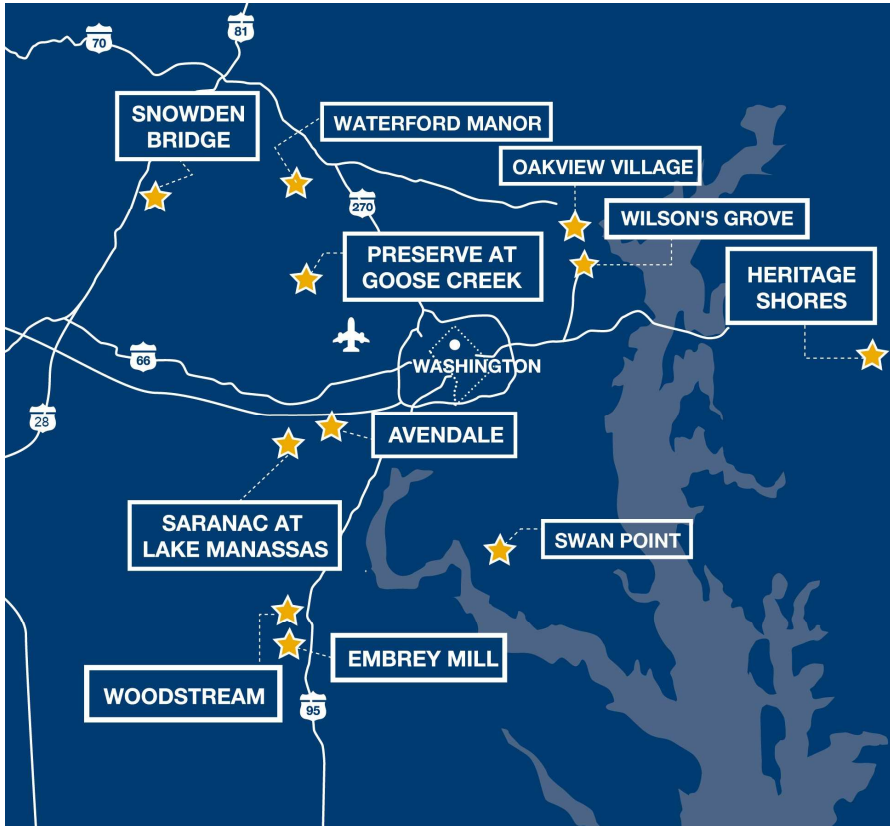 81
70
SNOWDEN
BRIDGE
WATERFORD MANOR
OAKVIEW VILLAGE
270
WILSON'S GROVE
PRESERVE AT
GOOSE CREEK
HERITAGE
SHORES
66
WASHINGTON
28
AVENDALE
SARANAC AT
LAKE MANASSAS
SWAN POINT
EMBREY MILL
WOODSTREAM
95